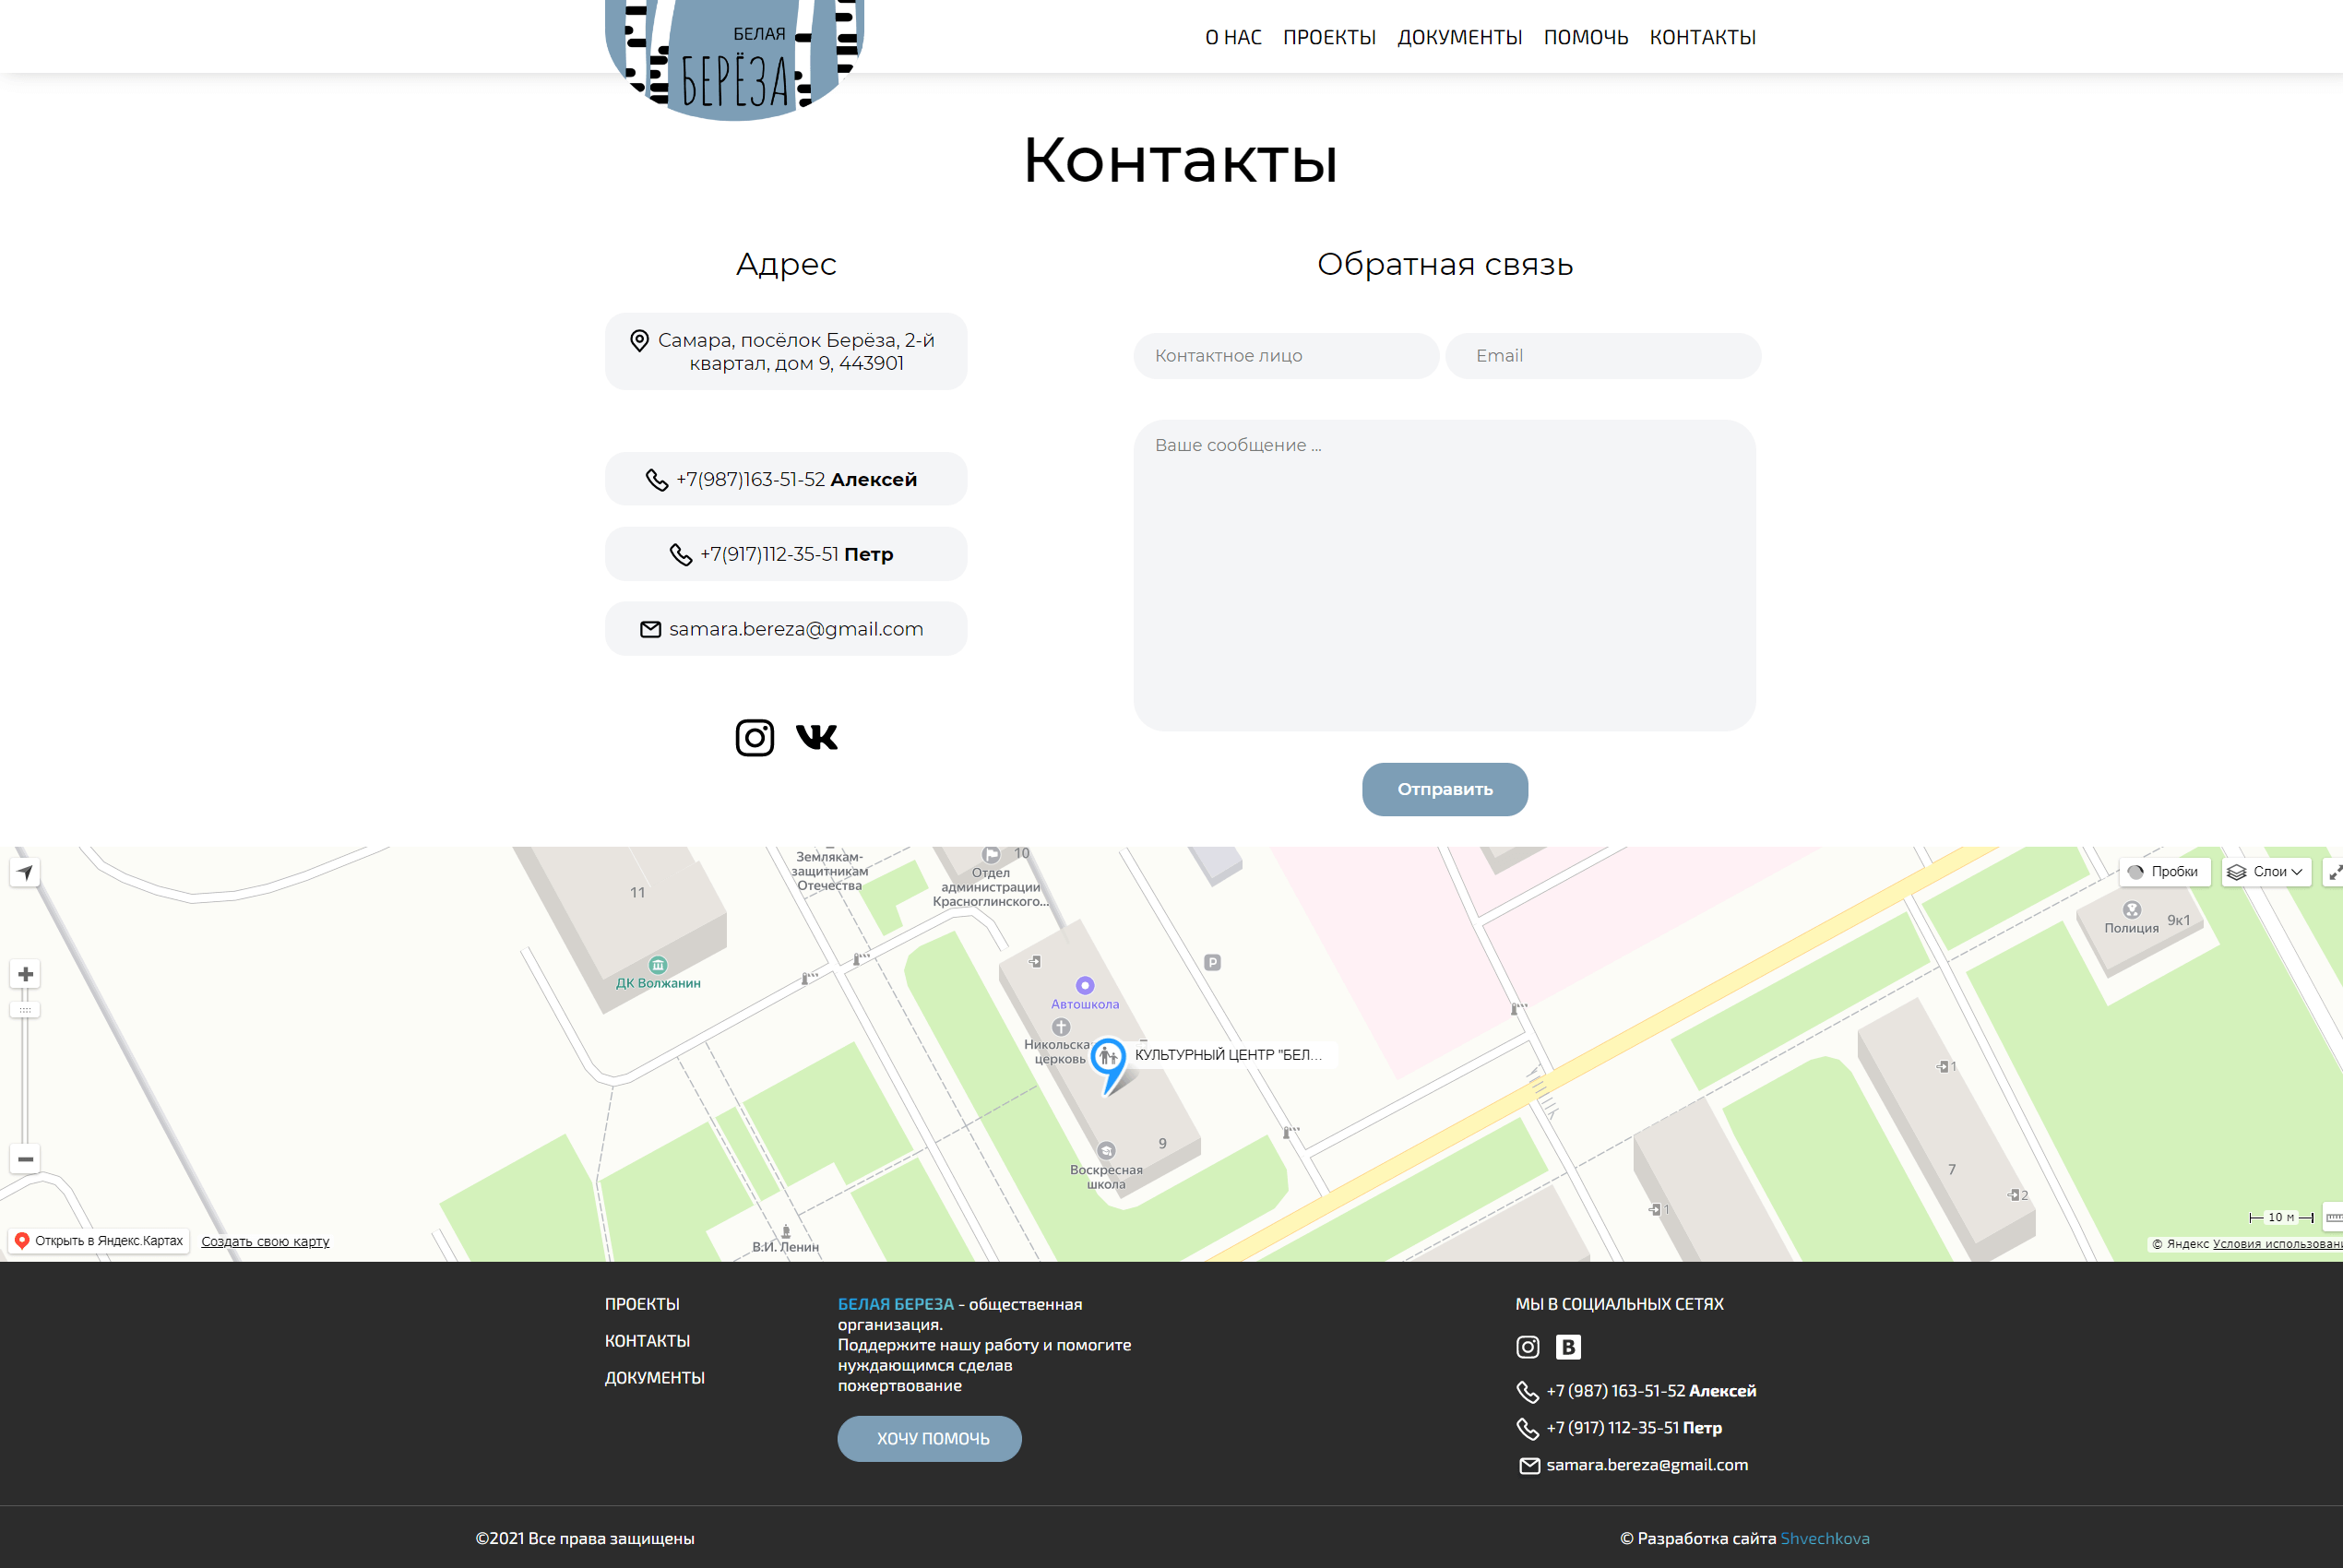 БЕЛАЯ
БЕРЁЗА
О НАС ПРОЕКТЫ ДОКУМЕНТЫ ПОМОЧЬ КОНТАКТЫ
Контакты
Адрес
Самара, посёлок Берёза, 2-й
квартал, дом 9, 443901
+7(987)163-51-52 Алексей
+7(917)112-35-51 Петр
samara.bereza@gmail.com
Обратная связь
Контактное лицо
Email
Ваше сообщение ...
Отправить
Землякам-
защитникам
Отечества
10
Отдел
администрации
Красноглинского...
11
Пробки
Слои
Полиция
9к1
ДК Волжанин
P
Автошкола
Никольска
церковь
КУЛЬТУРНЫЙ ЦЕНТР "БЕЛ...
1
9
Воскресная
школа
7
2
1
В.И. Ленин
10 м
Открыть в Яндекс.Картах
Создать свою карту
© Яндекс Условия использовани
ПРОЕКТЫ
КОНТАКТЫ
ДОКУМЕНТЫ
БЕЛАЯ БЕРЕЗА - общественная
организация.
Поддержите нашу работу и помогите
нуждающимся сделав
пожертвование
ХОЧУ ПОМОЧЬ
МЫ В СОЦИАЛЬНЫХ СЕТЯХ
+7 (987) 163-51-52 Алексей
+7 (917) 112-35-51 Петр
samara.bereza@gmail.com
©2021 Все права защищены
© Разработка сайта Shvechkova